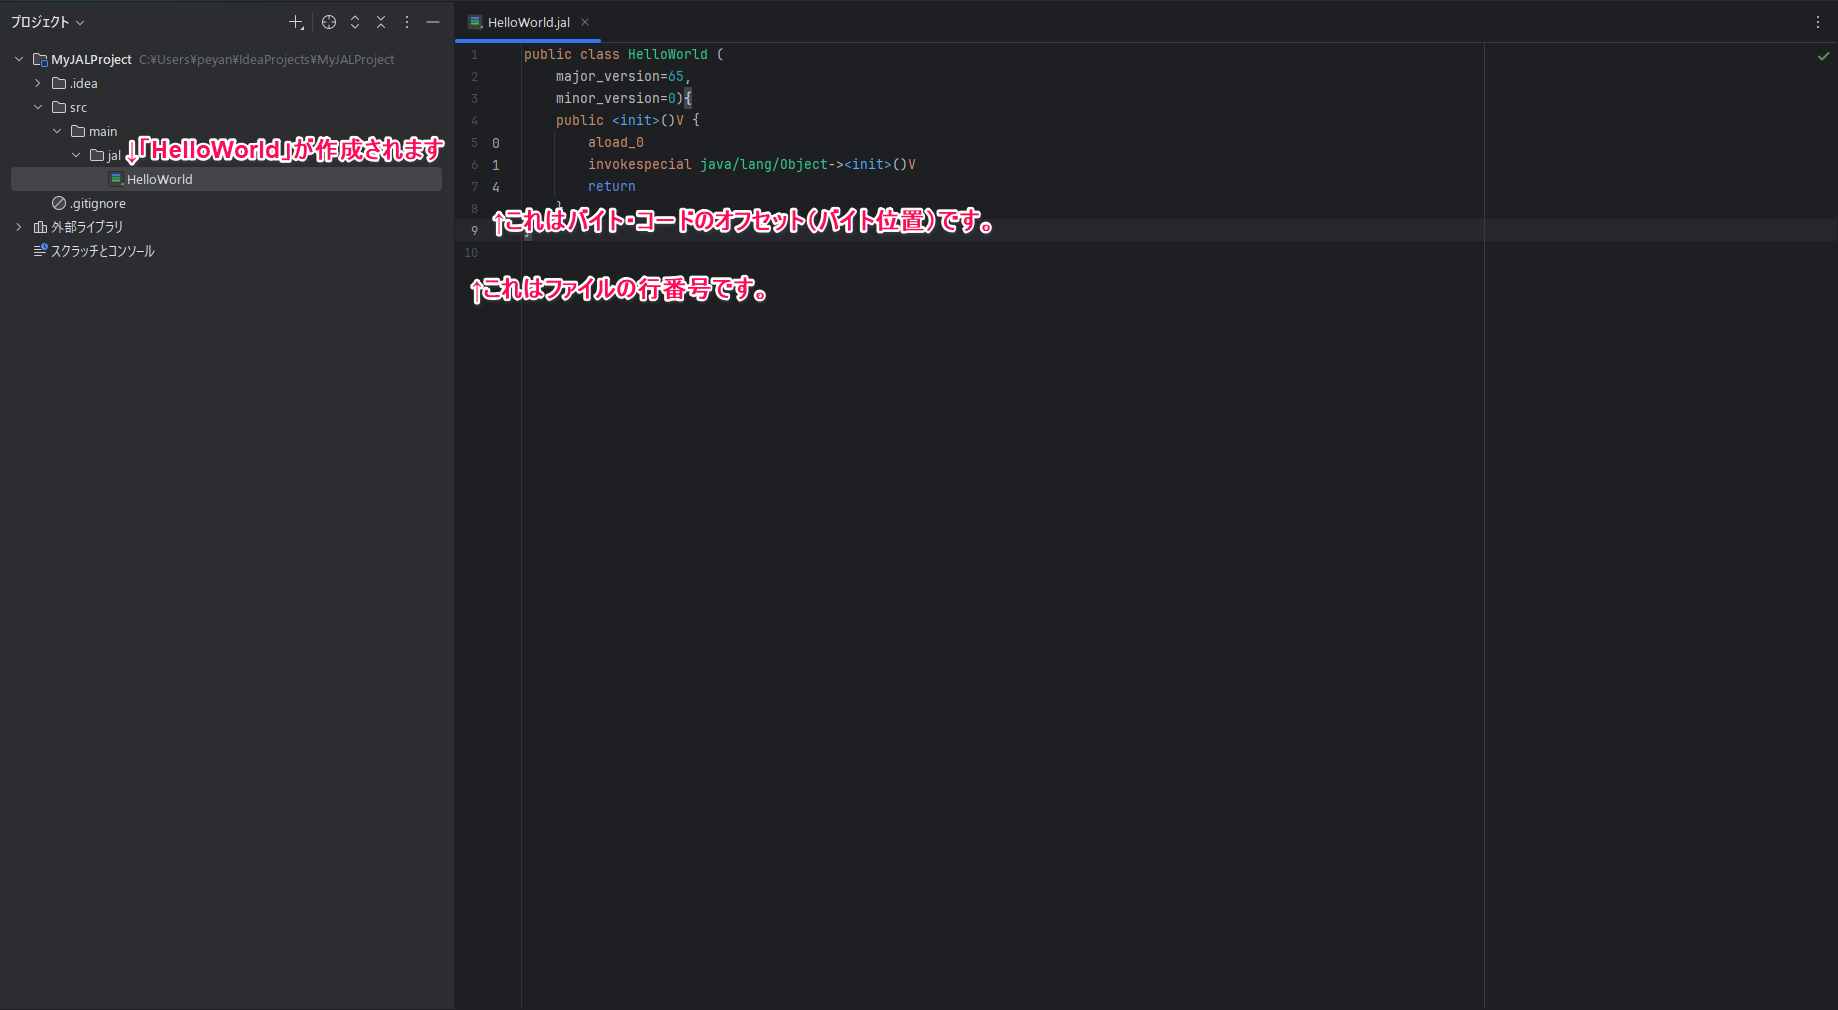 プロジェクト
MyJALProject C:¥Users¥peyan¥IdeaProjects¥MyJALProject
.idea
src
main
jal
↓「HelloWorld」が作成されます
HelloWorld
.gitignore
外部ライブラリ
スクラッチとコンソール
HelloWorld.jal
1 public class HelloWorld (
2 major_version=65,
3 minor_version=0){
4 public <init>()V {
5 0 aload_0
6 1 invokespecial java/lang/Object-><init>()V
7 4 return
8 }
↑これはバイト・コードのオフセット(バイト位置)です。
9 }
10
↑これはファイルの行番号です。